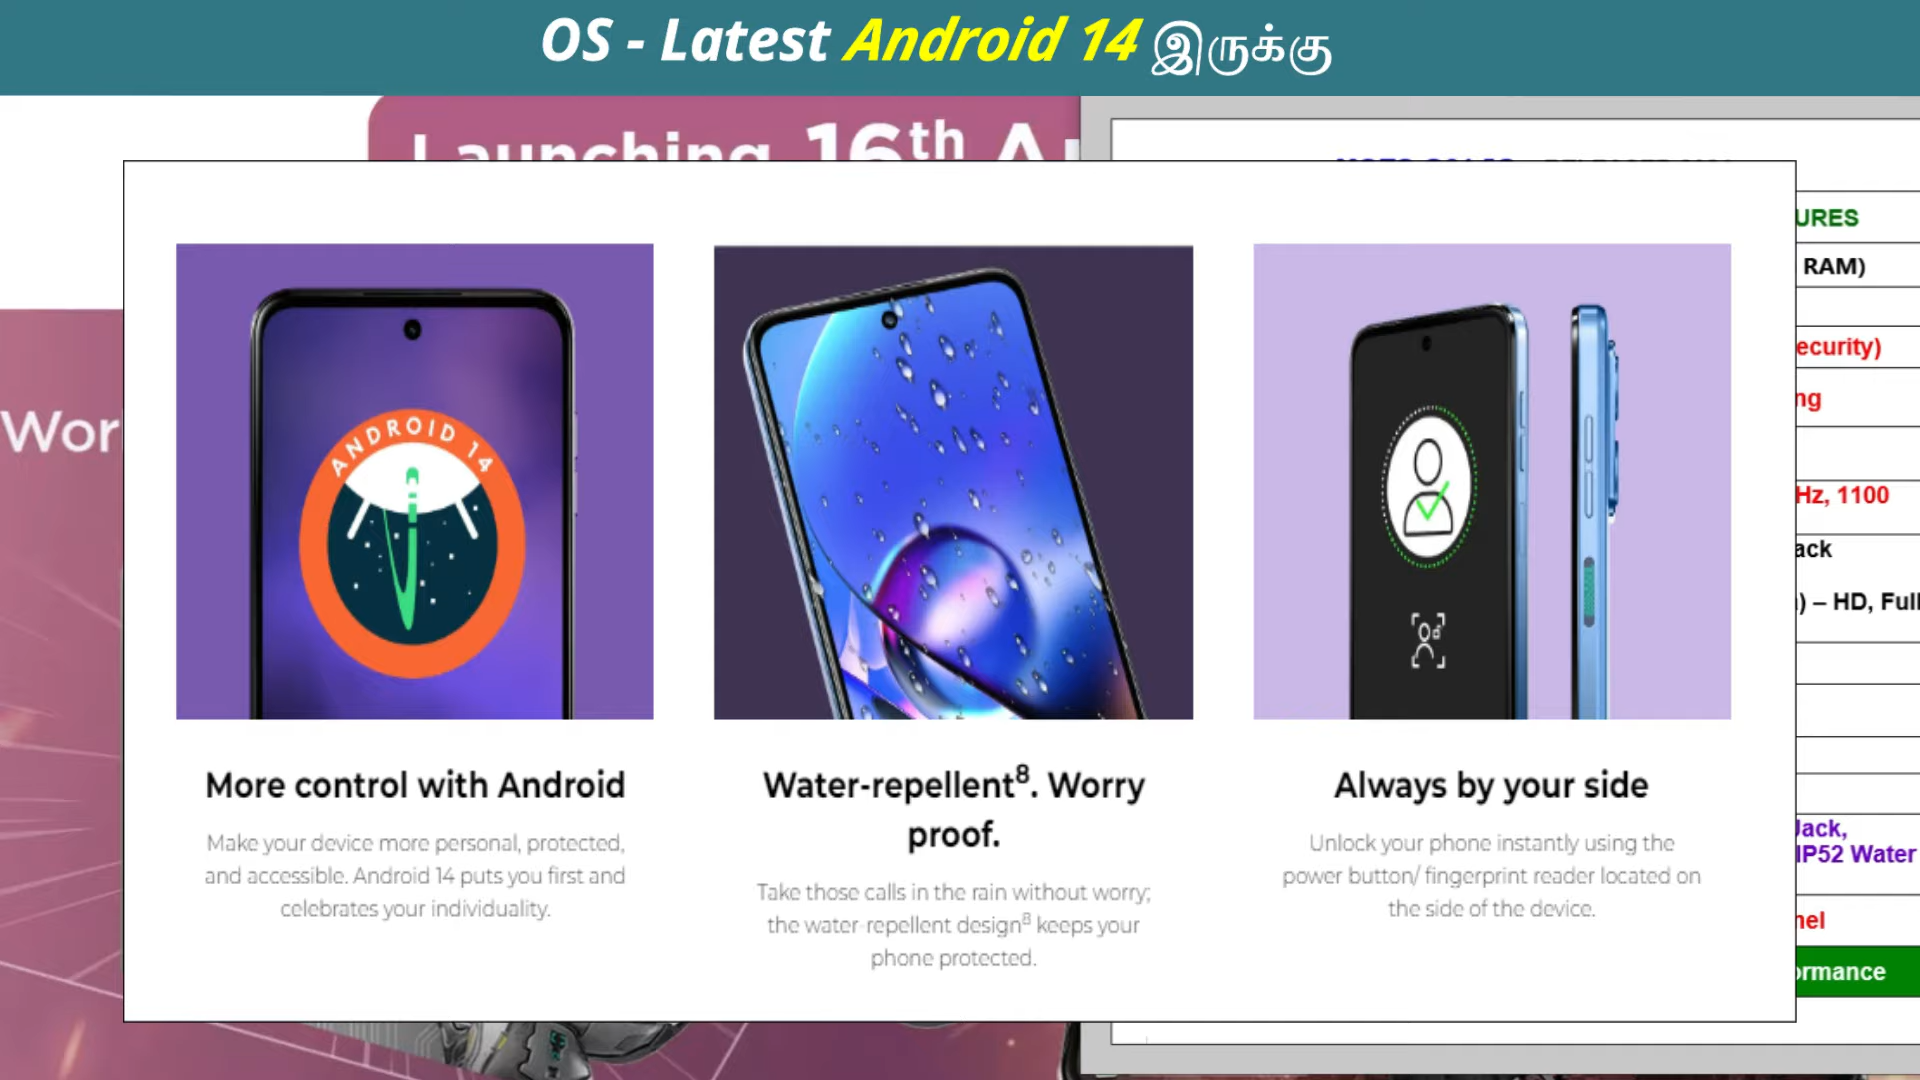 OS - Latest Android 14 இருக்கு
Launching 16th
Wor
URES
RAM)
ecurity)
ng
Hz, 1100
ack
) – HD, Full
Jack,
IP52 Water
nel
ormance
ANDROID 14
More control with Android
Make your device more personal, protected,
and accessible. Android 14 puts you first and
celebrates your individuality.
Water-repellent8. Worry
proof.
Take those calls in the rain without worry;
the water-repellent design8 keeps your
phone protected.
Always by your side
Unlock your phone instantly using the
power button/ fingerprint reader located on
the side of the device.